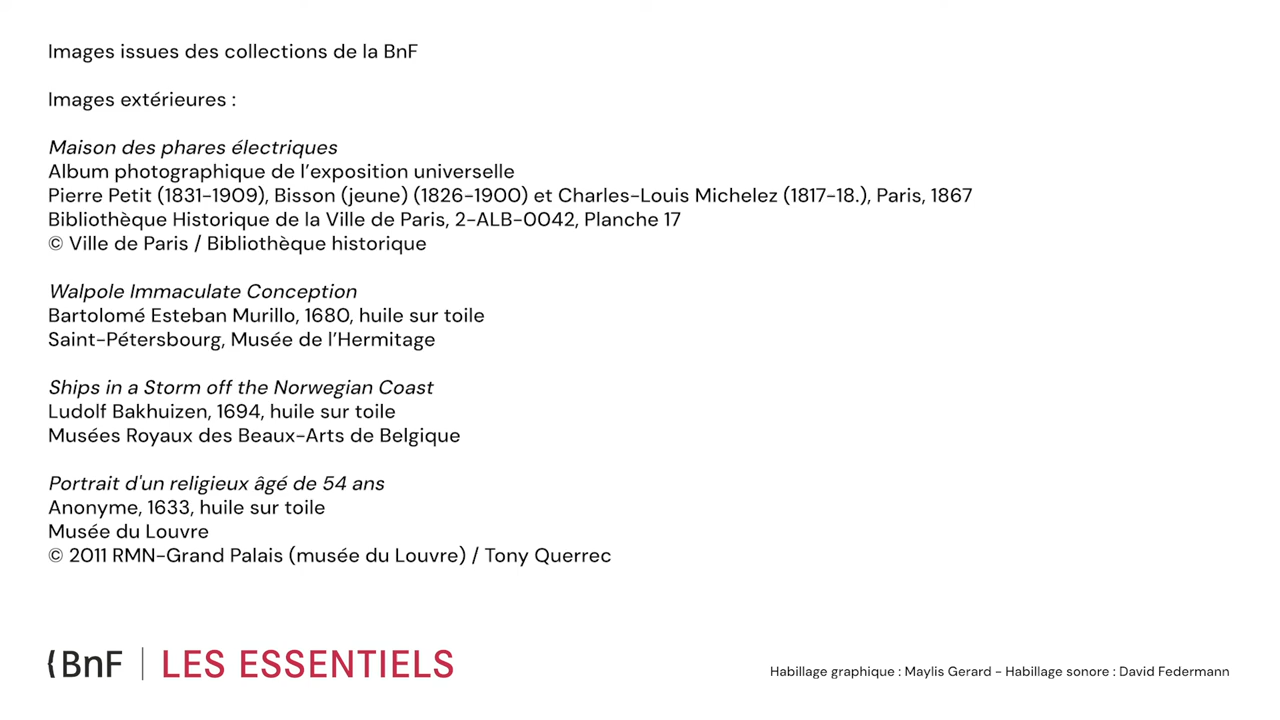 Images issues des collections de la BnF
Images extérieures :
Maison des phares électriques
Album photographique de l’exposition universelle
Pierre Petit (1831-1909), Bisson (jeune) (1826-1900) et Charles-Louis Michelez (1817-18.), Paris, 1867
Bibliothèque Historique de la Ville de Paris, 2-ALB-0042, Planche 17
© Ville de Paris / Bibliothèque historique
Walpole Immaculate Conception
Bartolomé Esteban Murillo, 1680, huile sur toile
Saint-Pétersbourg, Musée de l’Hermitage
Ships in a Storm off the Norwegian Coast
Ludolf Bakhuizen, 1694, huile sur toile
Musées Royaux des Beaux-Arts de Belgique
Portrait d'un religieux âgé de 54 ans
Anonyme, 1633, huile sur toile
Musée du Louvre
© 2011 RMN-Grand Palais (musée du Louvre) / Tony Querrec
BnF | LES ESSENTIELS
Habillage graphique : Maylis Gerard - Habillage sonore : David Federmann